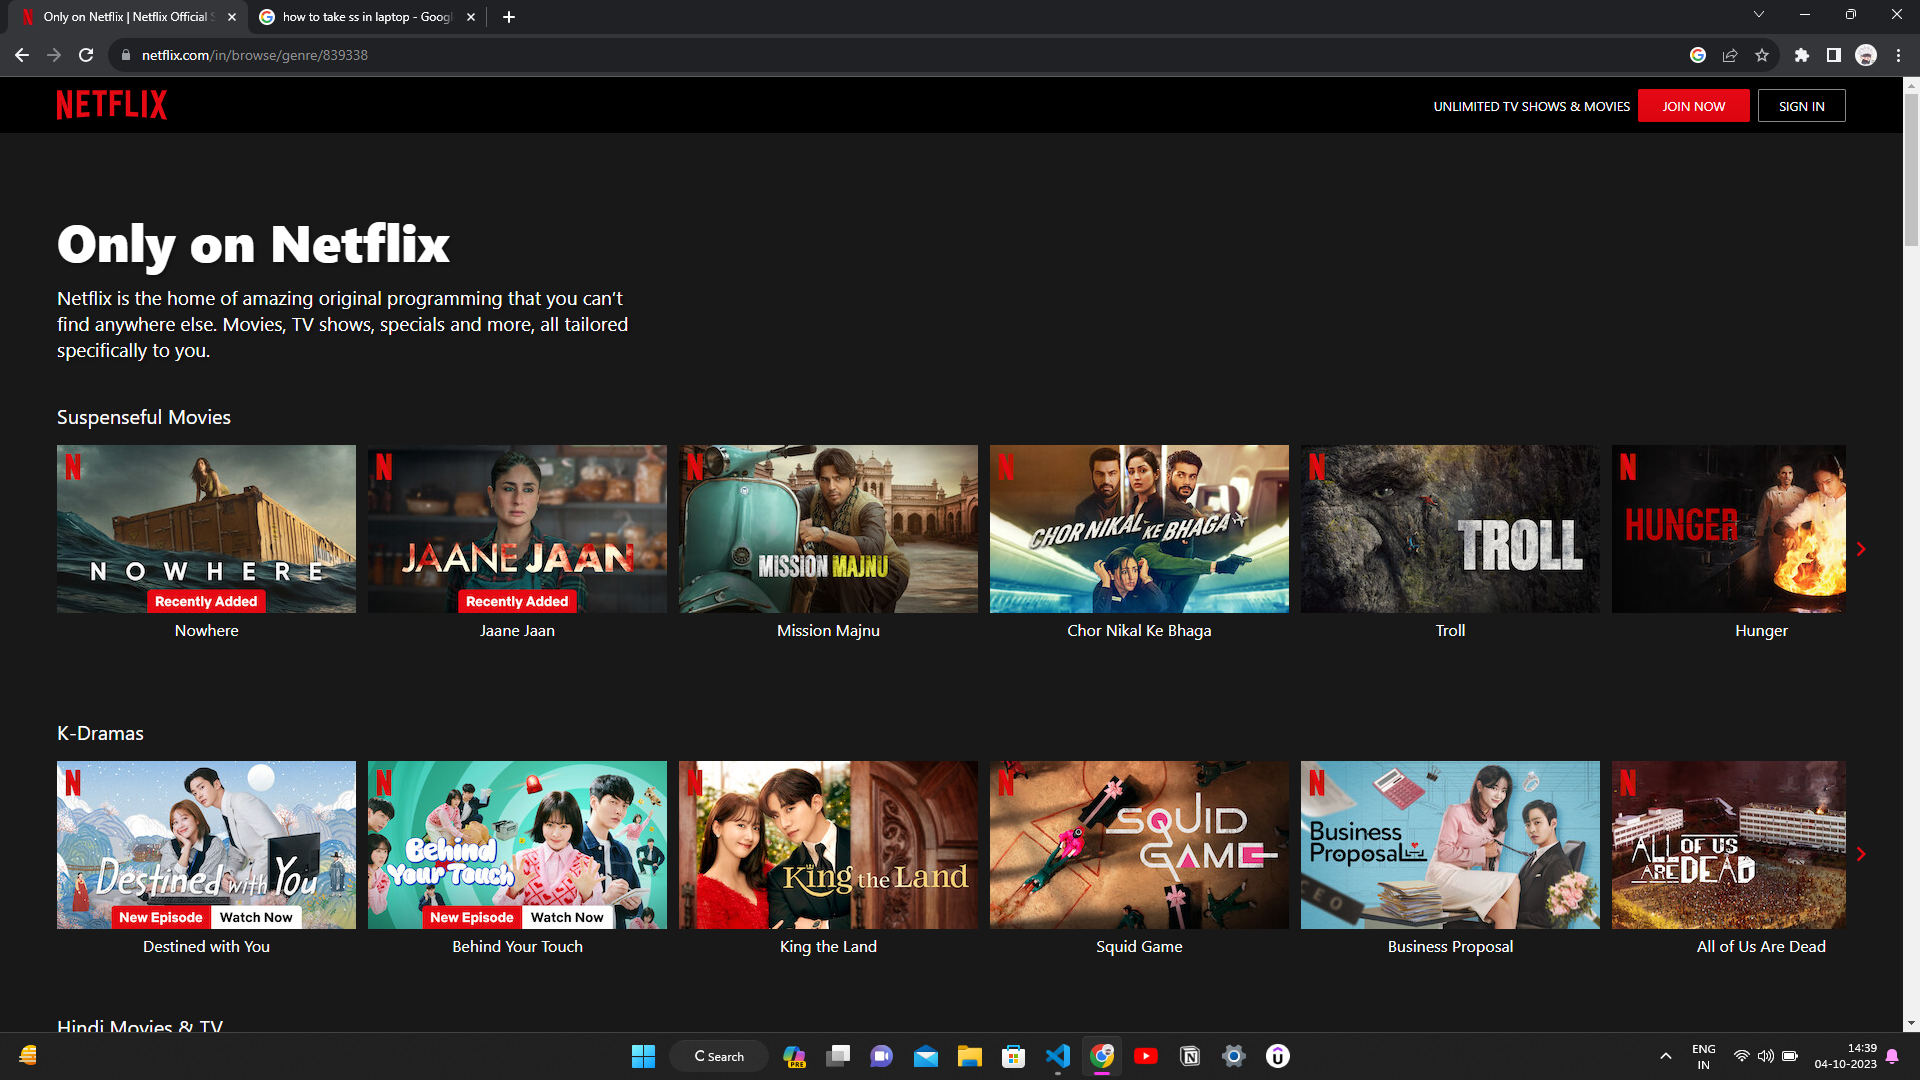 Only on Netflix | Netflix Official S
how to take ss in laptop - Googl
netflix.com/in/browse/genre/839338
NETFLIX
UNLIMITED TV SHOWS & MOVIES
JOIN NOW
SIGN IN
Only on Netflix
Netflix is the home of amazing original programming that you can’t
find anywhere else. Movies, TV shows, specials and more, all tailored
specifically to you.
Suspenseful Movies
N
NOWHERE
Recently Added
Nowhere
N
JAANE JAAN
Recently Added
Jaane Jaan
N
MISSION MAJNU
Mission Majnu
N
CHOR NIKAL KE BHAGA
Chor Nikal Ke Bhaga
N
TROLL
Troll
N
HUNGER
Hunger
K-Dramas
N
Destined with You
New Episode
Watch Now
Destined with You
N
Behind
Your Touch
New Episode
Watch Now
Behind Your Touch
N
King the Land
King the Land
N
SQUID
GAME
Squid Game
N
Business
Proposal
CEO
Business Proposal
N
ALL OF US
ARE DEAD
All of Us Are Dead
Hindi Movies & TV
Search
PRE
ENG
IN
14:39
04-10-2023